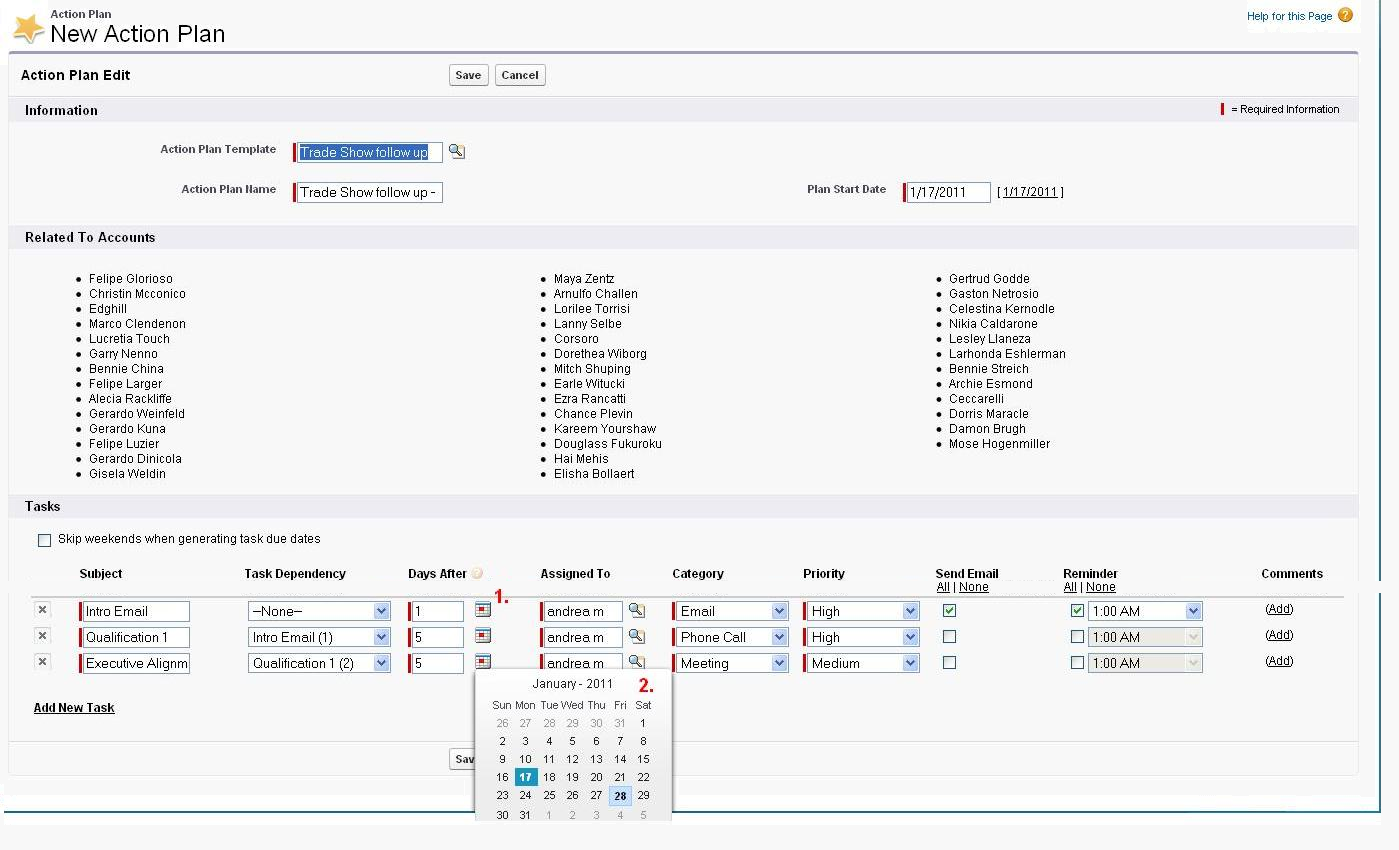 Action Plan
New Action Plan
Help for this Page
Action Plan Edit
Save Cancel
Information
= Required Information
Action Plan Template Trade Show follow up
Action Plan Name Trade Show follow up -
Plan Start Date 1/17/2011 [ 1/17/2011 ]
Related To Accounts
Felipe Glorioso
Christin Mcconico
Edghill
Marco Clendenon
Lucretia Touch
Garry Nenno
Bennie China
Felipe Larger
Alecia Rackliffe
Gerardo Weinfeld
Gerardo Kuna
Felipe Luzier
Gerardo Dinicola
Gisela Weldin
Maya Zentz
Arnulfo Challen
Lorilee Torrisi
Lanny Selbe
Corsoro
Dorethea Wiborg
Mitch Shuping
Earle Witucki
Ezra Rancatti
Chance Plevin
Kareem Yourshaw
Douglass Fukuroku
Hai Mehis
Elisha Bollaert
Gertrud Godde
Gaston Netrosio
Celestina Kernodle
Nikia Caldarone
Lesley Llaneza
Larhonda Eshlerman
Bennie Streich
Archie Esmond
Ceccarelli
Dorris Maracle
Damon Brugh
Mose Hogenmiller
Tasks
Skip weekends when generating task due dates
Subject Task Dependency Days After ? Assigned To Category Priority Send Email Reminder Comments
All | None All | None
1.
Intro Email --None-- 1 andrea m Email High 1:00 AM (Add)
Qualification 1 Intro Email (1) 5 andrea m Phone Call High 1:00 AM (Add)
Executive Alignm Qualification 1 (2) 5 andrea m Meeting Medium 1:00 AM (Add)
January - 2011 2.
Sun Mon Tue Wed Thu Fri Sat
26 27 28 29 30 31 1
2 3 4 5 6 7 8
9 10 11 12 13 14 15
16 17 18 19 20 21 22
23 24 25 26 27 28 29
30 31 1 2 3 4 5
Add New Task
Sav